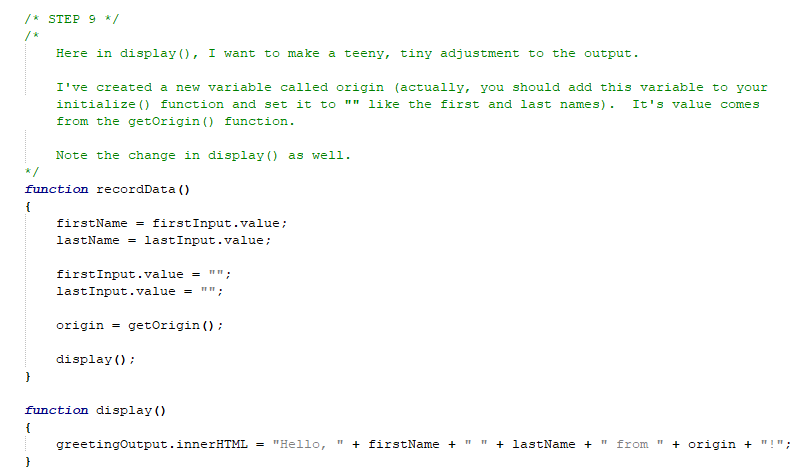 /* STEP 9 */
/*
Here in display(), I want to make a teeny, tiny adjustment to the output.
I've created a new variable called origin (actually, you should add this variable to your
initialize() function and set it to "" like the first and last names).  It's value comes
from the getOrigin() function.
Note the change in display() as well.
*/
function recordData()
{
firstName = firstInput.value;
lastName = lastInput.value;
firstInput.value = "";
lastInput.value = "";
origin = getOrigin();
display();
}
function display()
{
greetingOutput.innerHTML = "Hello, " + firstName + " " + lastName + " from " + origin + "!";
}